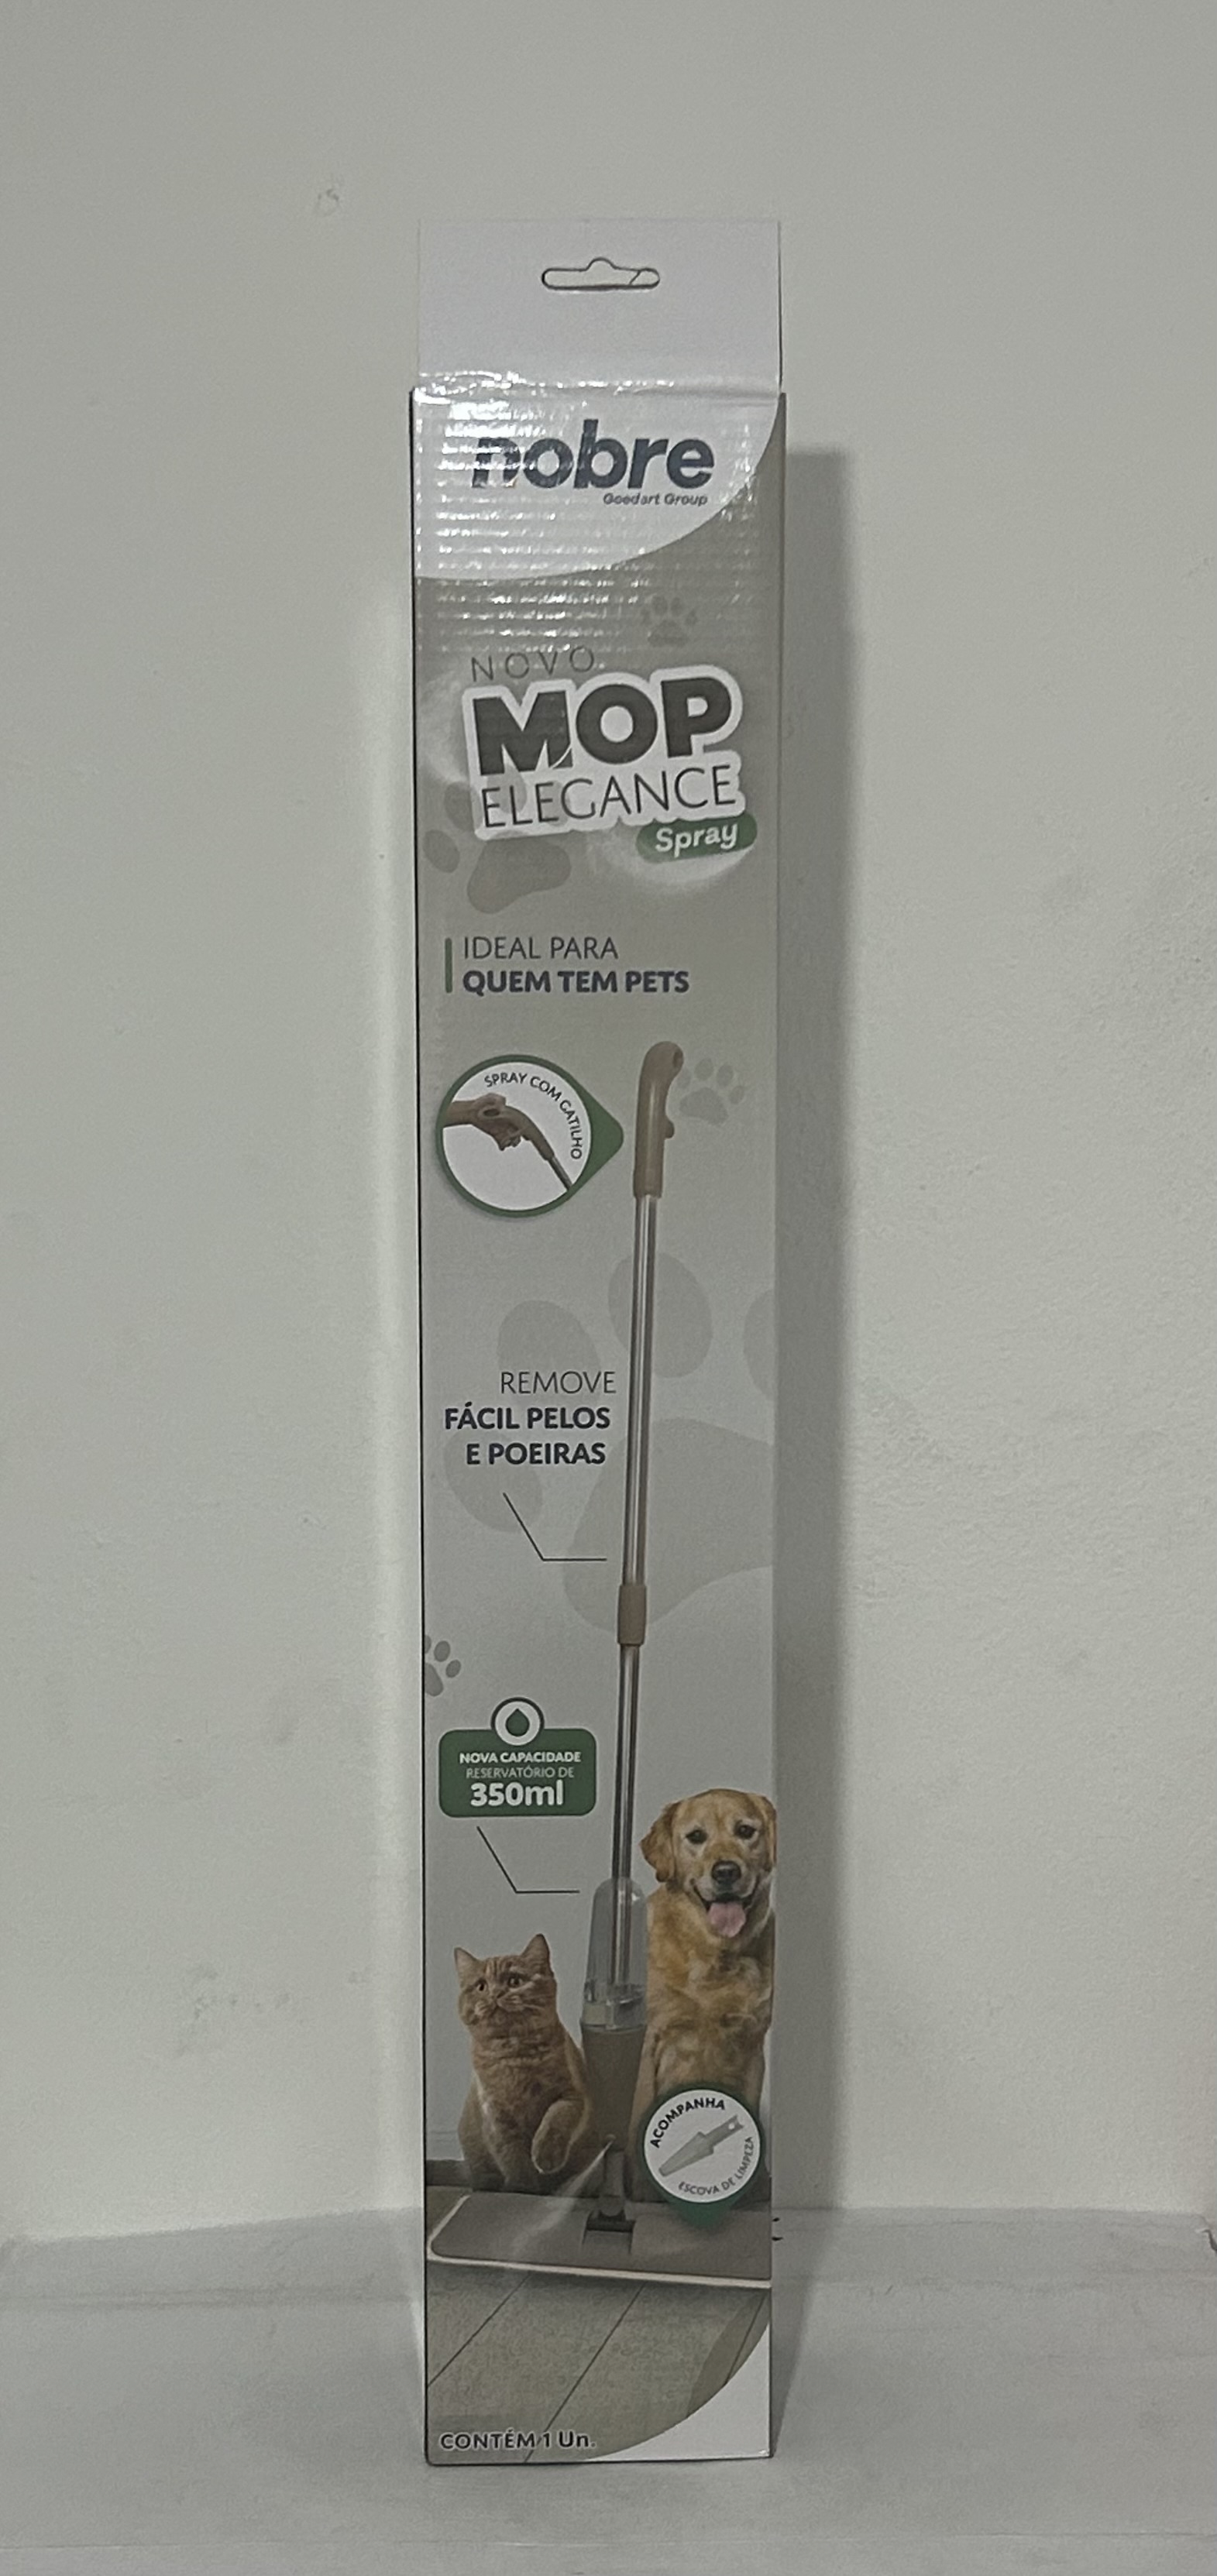 nobre
Goedart Group
NOVO
MOP
ELEGANCE
Spray
IDEAL PARA
QUEM TEM PETS
SPRAY COM GATILHO
REMOVE
FÁCIL PELOS
E POEIRAS
NOVA CAPACIDADE
RESERVATÓRIO DE
350ml
ACOMPANHA
ESCOVA DE LIMPEZA
CONTÉM 1 Un.